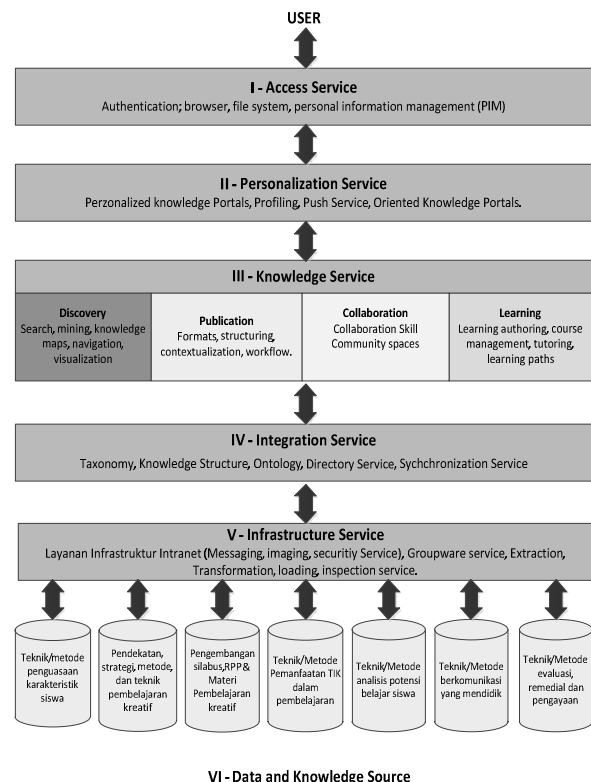 USER
I - Access Service
Authentication; browser, file system, personal information management (PIM)
II - Personalization Service
Perzonalized knowledge Portals, Profiling, Push Service, Oriented Knowledge Portals.
III - Knowledge Service
Discovery
Search, mining, knowledge
maps, navigation,
visualization
Publication
Formats, structuring,
contextualization, workflow.
Collaboration
Collaboration Skill
Community spaces
Learning
Learning authoring, course
management, tutoring,
learning paths
IV - Integration Service
Taxonomy, Knowledge Structure, Ontology, Directory Service, Sychchronization Service
V - Infrastructure Service
Layanan Infrastruktur Intranet (Messaging, imaging, securitiy Service), Groupware service, Extraction,
Transformation, loading, inspection service.
Teknik/metode
penguasaan
karakteristik
siswa
Pendekatan,
strategi, metode,
dan teknik
pembelajaran
kreatif
Pengembangan
silabus,RPP &
Materi
Pembelajaran
kreatif
Teknik/Metode
Pemanfaatan TIK
dalam
pembelajaran
Teknik/Metode
analisis potensi
belajar siswa
Teknik/Metode
berkomunikasi
yang mendidik
Teknik/Metode
evaluasi,
remedial dan
pengayaan
VI - Data and Knowledge Source